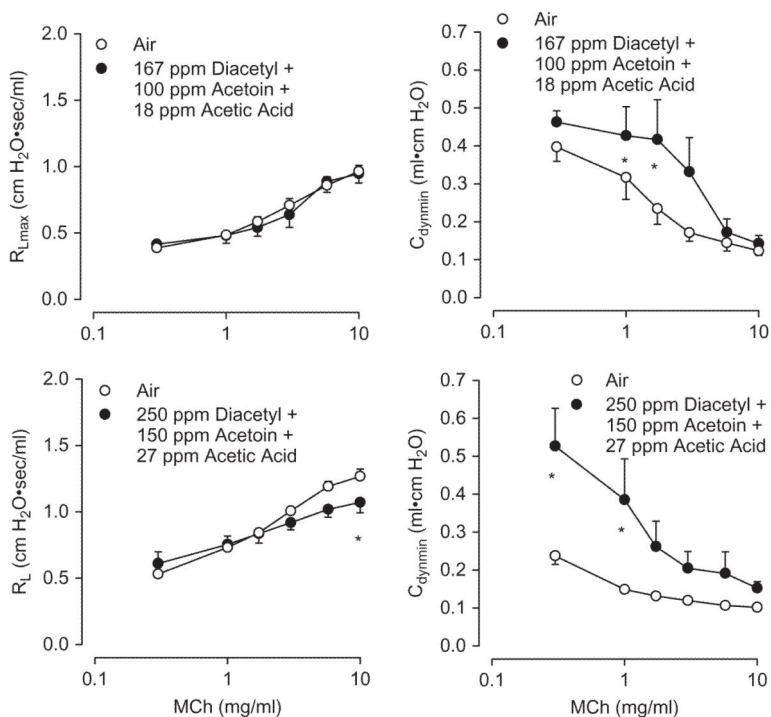 Air
167 ppm Diacetyl +
100 ppm Acetoin +
18 ppm Acetic Acid
R_Lmax (cm H₂O•sec/ml)
2.0
1.5
1.0
0.5
0.0
0.1 1 10
Air
167 ppm Diacetyl +
100 ppm Acetoin +
18 ppm Acetic Acid
C_dynmin (ml•cm H₂O)
0.7
0.6
0.5
0.4
0.3
0.2
0.1
0.0
* *
0.1 1 10
Air
250 ppm Diacetyl +
150 ppm Acetoin +
27 ppm Acetic Acid
R_L (cm H₂O•sec/ml)
2.0
1.5
1.0
0.5
0.0
*
0.1 1 10
MCh (mg/ml)
Air
250 ppm Diacetyl +
150 ppm Acetoin +
27 ppm Acetic Acid
C_dynmin (ml•cm H₂O)
0.7
0.6
0.5
0.4
0.3
0.2
0.1
0.0
*
*
0.1 1 10
MCh (mg/ml)